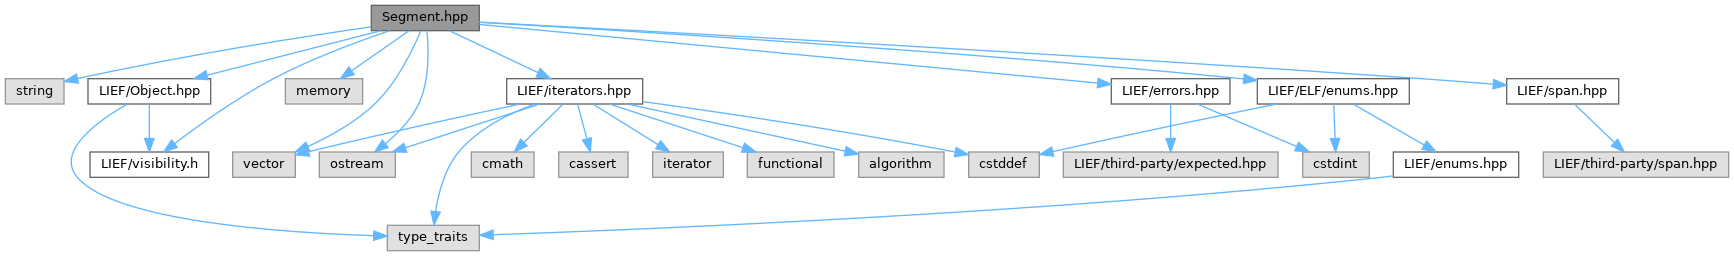 Segment.hpp
string
LIEF/Object.hpp
memory
LIEF/iterators.hpp
LIEF/errors.hpp
LIEF/ELF/enums.hpp
LIEF/span.hpp
LIEF/visibility.h
vector
ostream
cmath
cassert
iterator
functional
algorithm
cstddef
LIEF/third-party/expected.hpp
cstdint
LIEF/enums.hpp
LIEF/third-party/span.hpp
type_traits